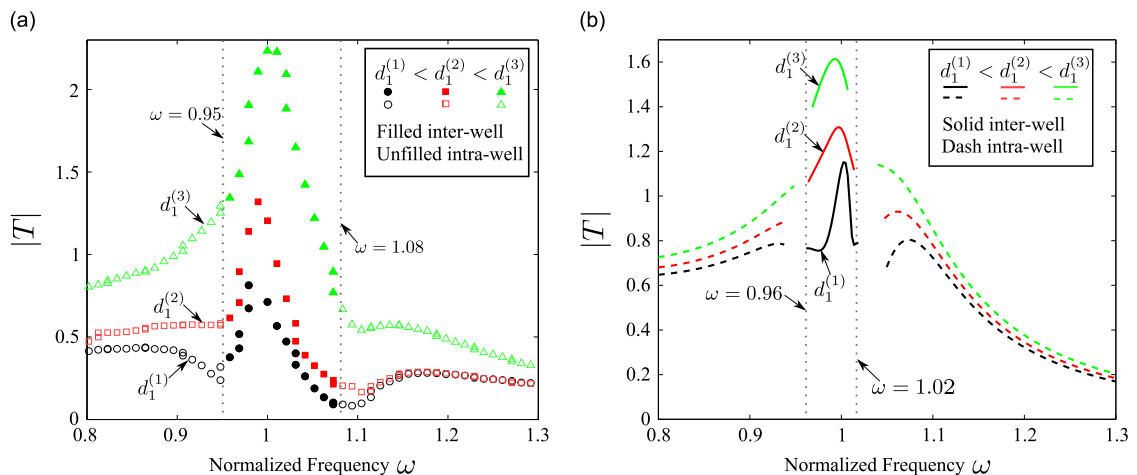 (a)
2
1.5
1
0.5
0
|T|
0.8
0.9
1
1.1
1.2
1.3
Normalized Frequency ω
ω = 0.95
ω = 1.08
d₁⁽³⁾
d₁⁽²⁾
d₁⁽¹⁾
d₁⁽¹⁾ < d₁⁽²⁾ < d₁⁽³⁾
Filled inter-well
Unfilled intra-well
(b)
1.6
1.4
1.2
1
0.8
0.6
0.4
0.2
0
|T|
0.8
0.9
1
1.1
1.2
1.3
Normalized Frequency ω
d₁⁽³⁾
d₁⁽²⁾
d₁⁽¹⁾
ω = 0.96
ω = 1.02
d₁⁽¹⁾ < d₁⁽²⁾ < d₁⁽³⁾
Solid inter-well
Dash intra-well